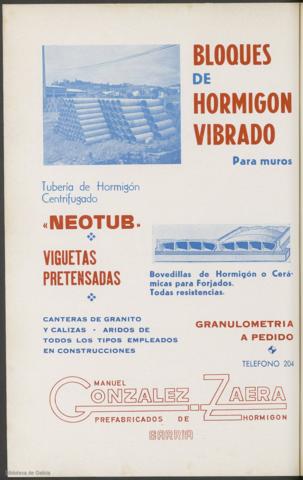 BLOQUES
DE
HORMIGON
VIBRADO
Para muros
Tubería de Hormigón
Centrifugado
«NEOTUB»
VIGUETAS
PRETENSADAS
Bovedillas de Hormigón o Cerá-
micas para Forjados.
Todas resistencias.
CANTERAS DE GRANITO
Y CALIZAS - ARIDOS DE
TODOS LOS TIPOS EMPLEADOS
EN CONSTRUCCIONES
GRANULOMETRIA
A PEDIDO
TELEFONO 204
MANUEL
GONZALEZ ZAERA
PREFABRICADOS DE HORMIGON
SARRIA
Biblioteca de Galicia